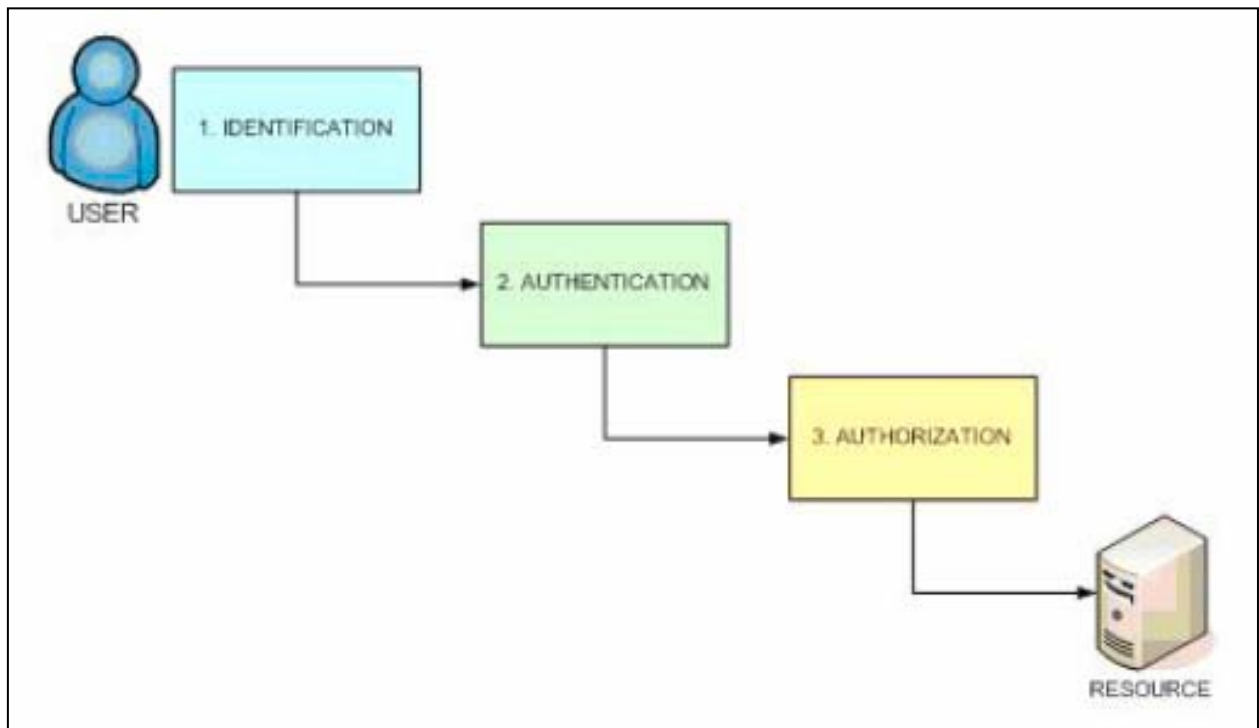 1. IDENTIFICATION
USER
2. AUTHENTICATION
3. AUTHORIZATION
RESOURCE